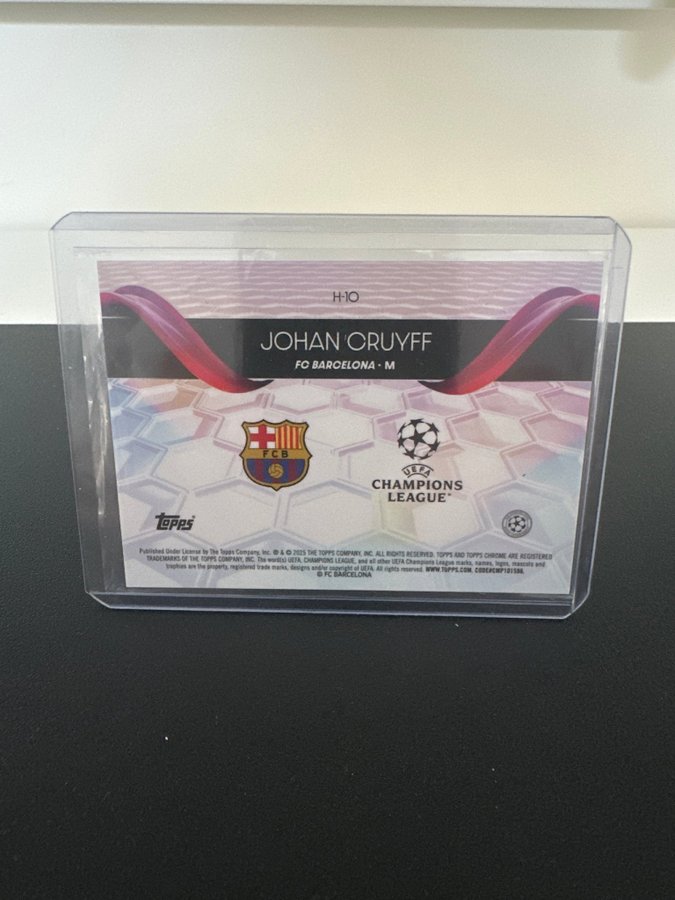 H-10
JOHAN CRUYFF
FC BARCELONA · M
FCB
UEFA
CHAMPIONS
LEAGUE™
Topps®
Published Under License by The Topps Company, Inc. ® & © 2025 THE TOPPS COMPANY, INC. ALL RIGHTS RESERVED. TOPPS AND TOPPS CHROME ARE REGISTERED
TRADEMARKS OF THE TOPPS COMPANY, INC. The word(s) UEFA, CHAMPIONS LEAGUE, and all other UEFA Champions League marks, names, logos, mascots and
trophies are the property, registered trade marks, designs and/or copyright of UEFA. All rights reserved. WWW.TOPPS.COM. CODE#CMP101588.
© FC BARCELONA